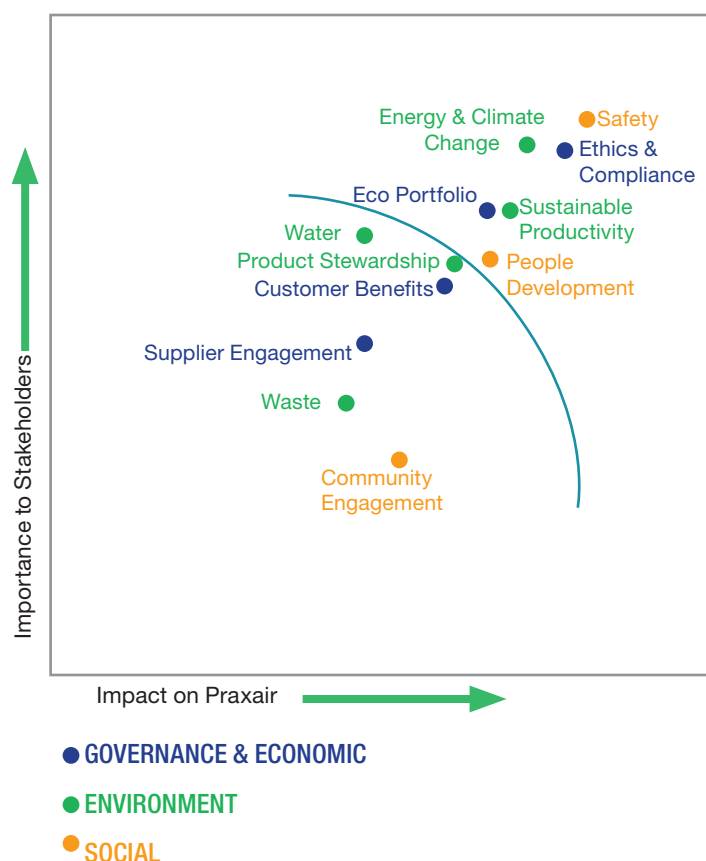 Energy & Climate
Change
Safety
Ethics &
Compliance
Eco Portfolio
Sustainable
Productivity
Water
Product Stewardship
People
Development
Customer Benefits
Supplier Engagement
Waste
Community
Engagement
Importance to Stakeholders
Impact on Praxair
GOVERNANCE & ECONOMIC
ENVIRONMENT
SOCIAL